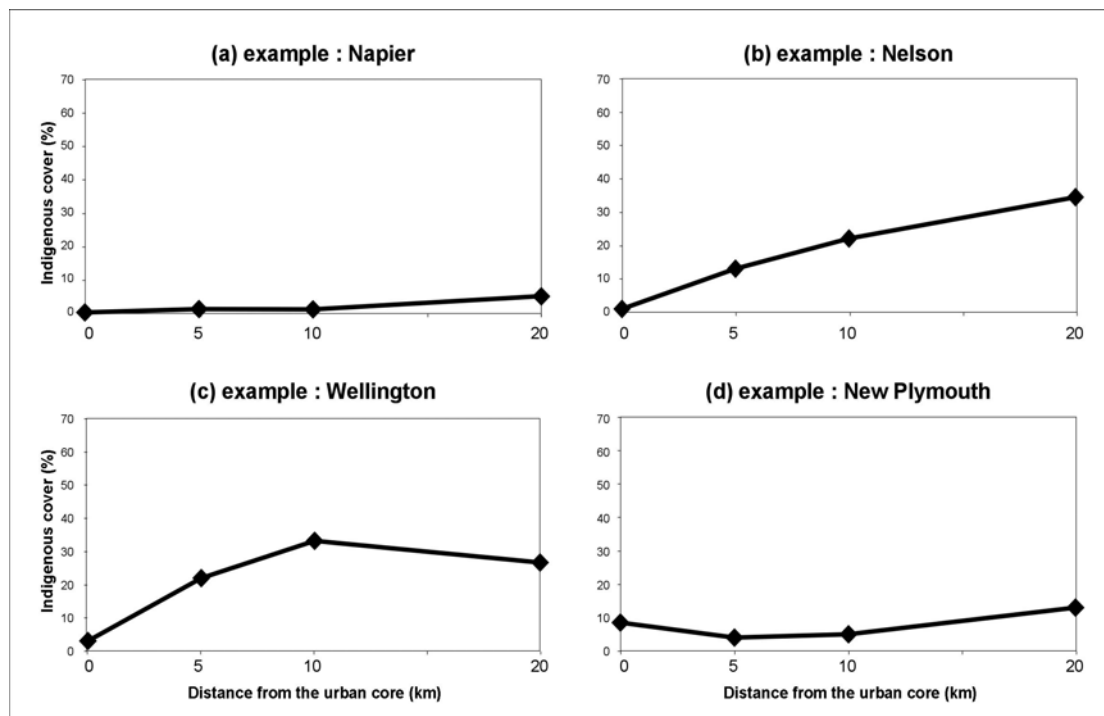 (a) example : Napier
Indigenous cover (%)
70
60
50
40
30
20
10
0
0 5 10 20
(b) example : Nelson
70
60
50
40
30
20
10
0
0 5 10 20
(c) example : Wellington
Indigenous cover (%)
70
60
50
40
30
20
10
0
0 5 10 20
Distance from the urban core (km)
(d) example : New Plymouth
70
60
50
40
30
20
10
0
0 5 10 20
Distance from the urban core (km)